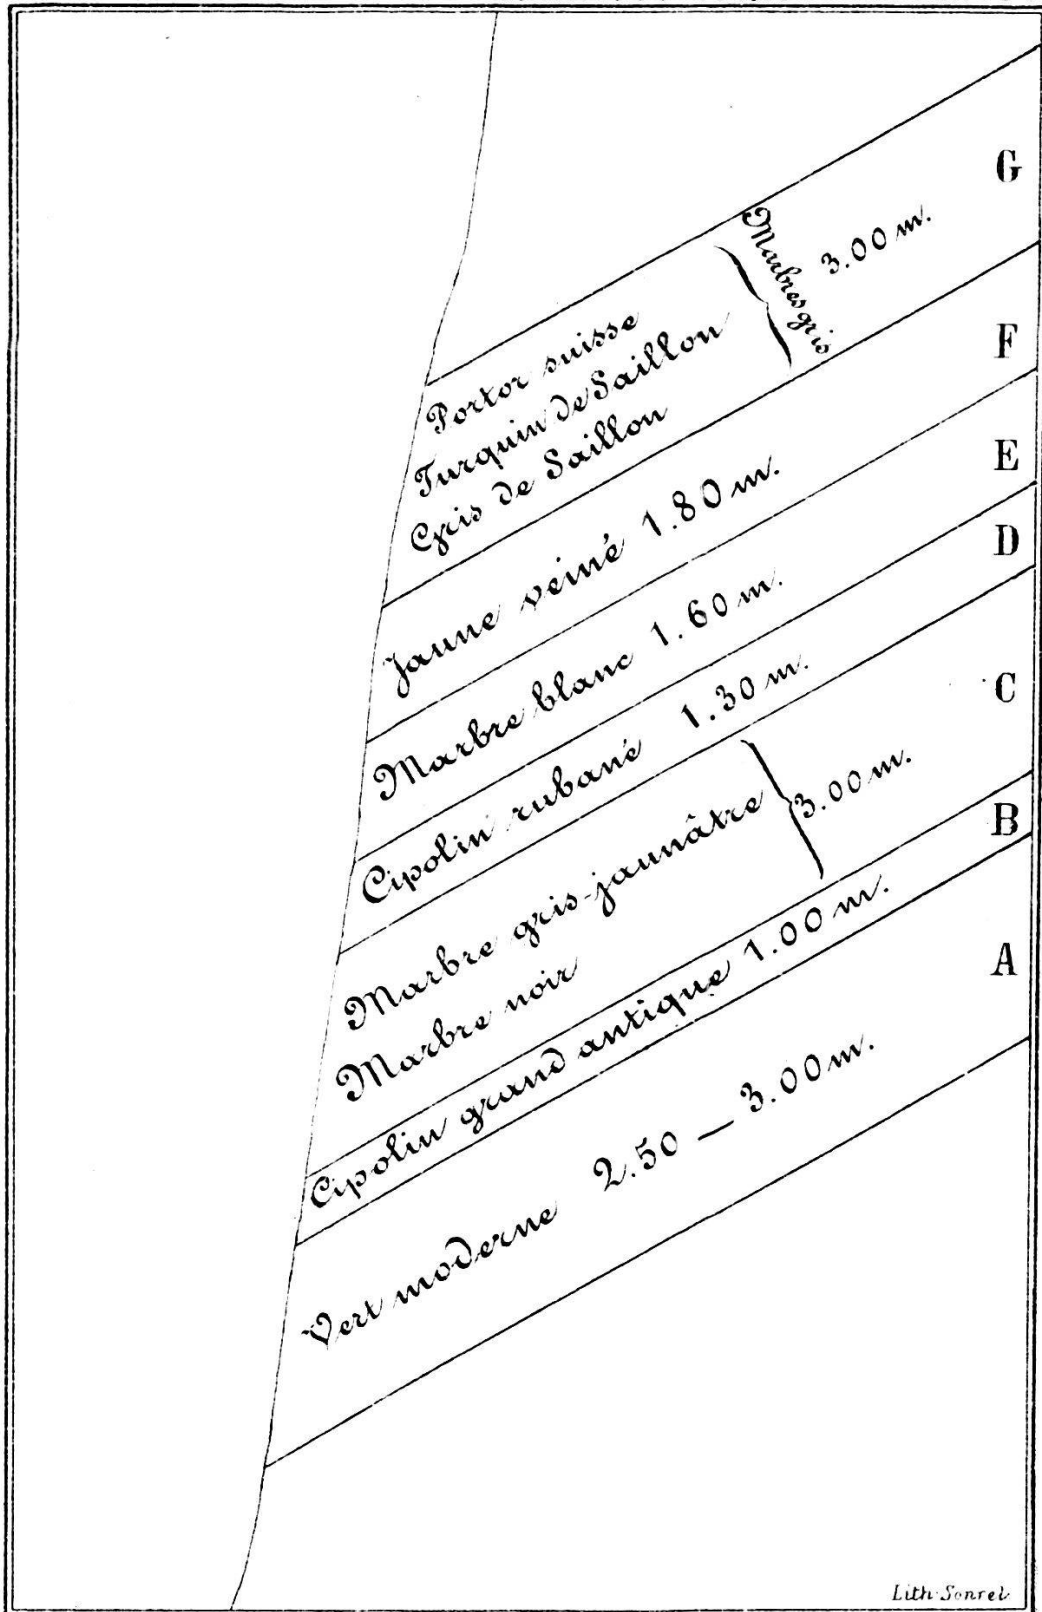 G
Portor suisse
Turquin de Saillon
Gris de Saillon
Marbres gris
3.00 m.
F
Jaune veiné 1.80 m.
E
Marbre blanc 1.60 m.
D
Cipolin rubané 1.30 m.
C
Marbre gris-jaunâtre
Marbre noir
3.00 m.
B
Cipolin grand antique 1.00 m.
A
Vert moderne 2.50 — 3.00 m.
Lith. Sonrel